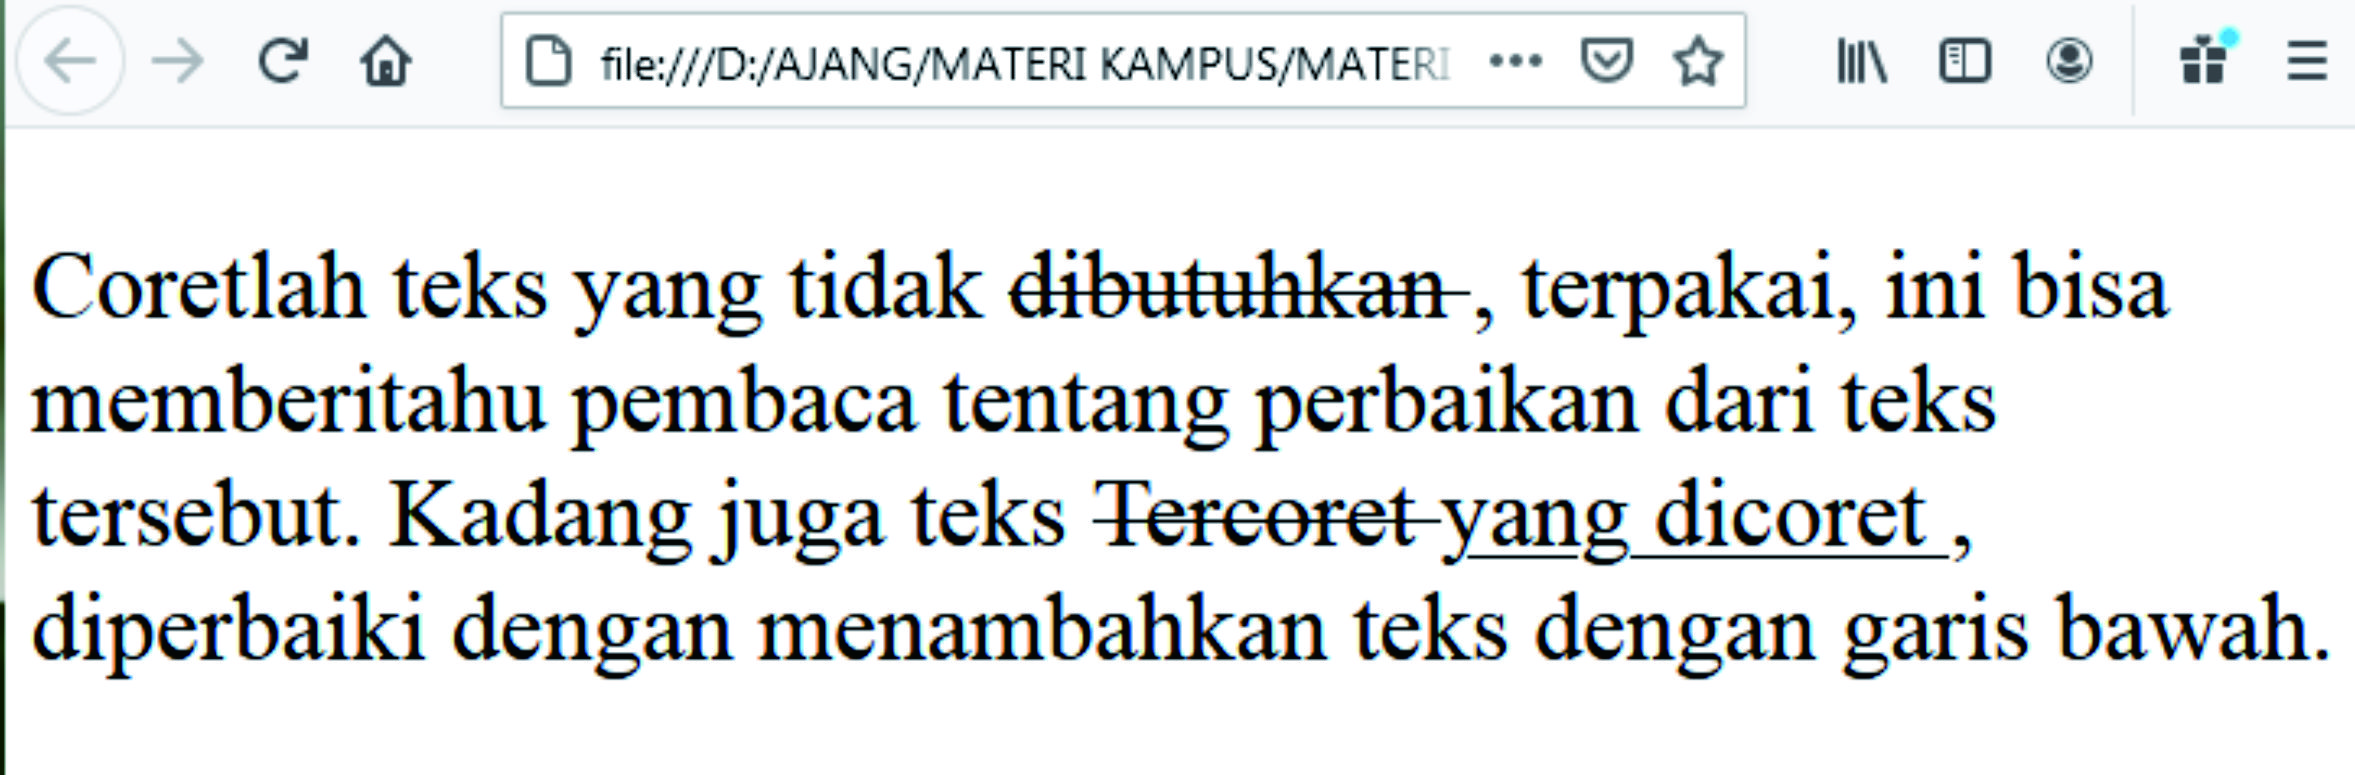 file:///D:/AJANG/MATERI KAMPUS/MATERI
Coretlah teks yang tidak dibutuhkan , terpakai, ini bisa
memberitahu pembaca tentang perbaikan dari teks
tersebut. Kadang juga teks Tercoret yang dicoret ,
diperbaiki dengan menambahkan teks dengan garis bawah.